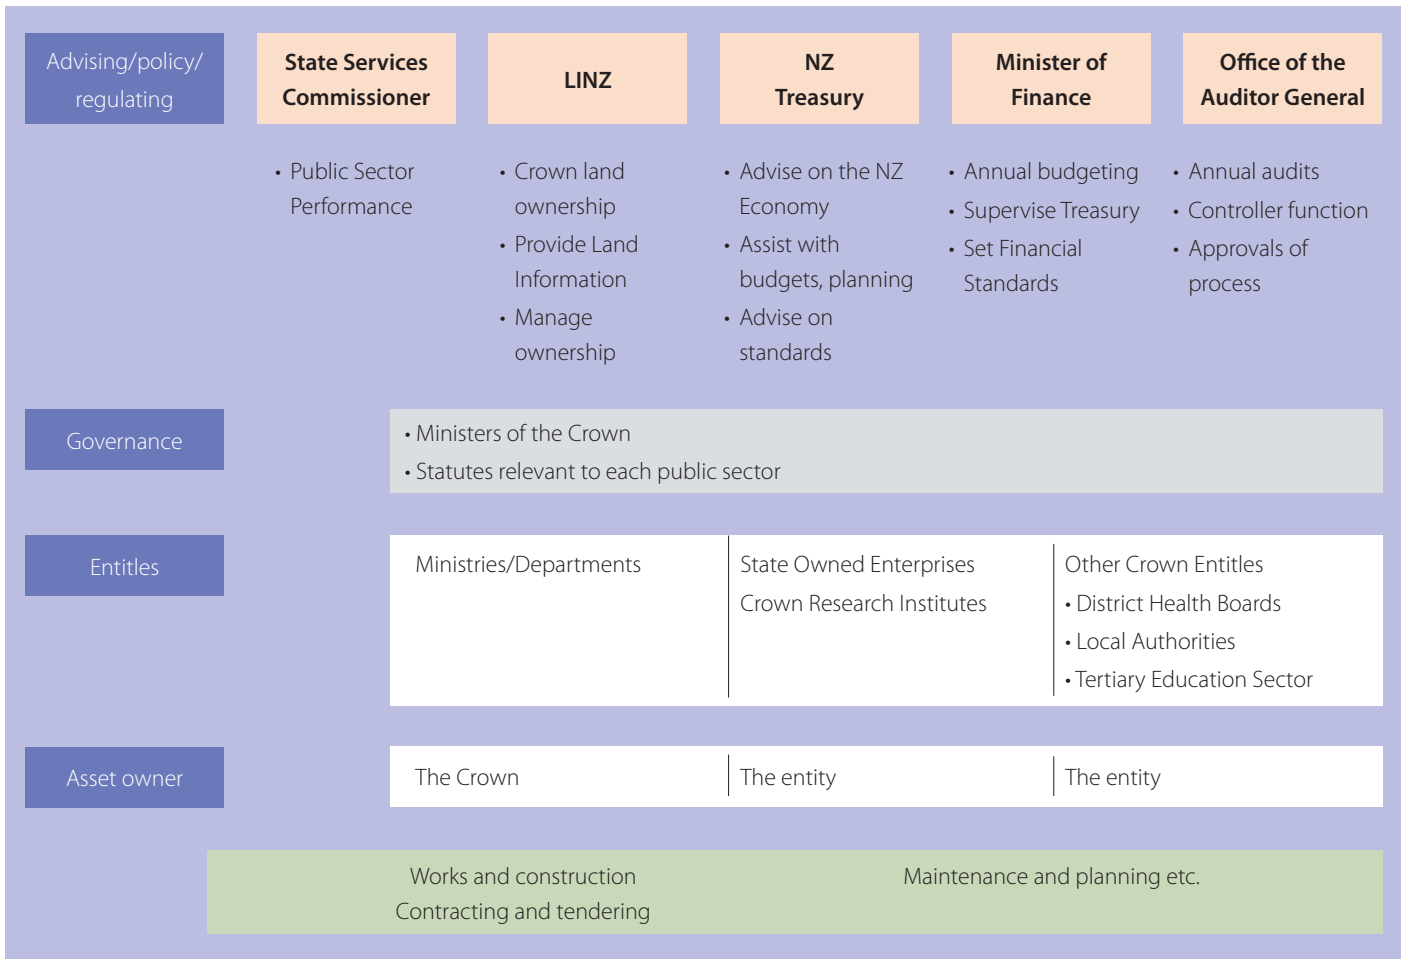 Advising/policy/
regulating
State Services
Commissioner
LINZ
NZ
Treasury
Minister of
Finance
Office of the
Auditor General
• Public Sector
Performance
• Crown land
ownership
• Provide Land
Information
• Manage
ownership
• Advise on the NZ
Economy
• Assist with
budgets, planning
• Advise on
standards
• Annual budgeting
• Supervise Treasury
• Set Financial
Standards
• Annual audits
• Controller function
• Approvals of
process
Governance
• Ministers of the Crown
• Statutes relevant to each public sector
Entitles
Ministries/Departments
State Owned Enterprises
Crown Research Institutes
Other Crown Entitles
• District Health Boards
• Local Authorities
• Tertiary Education Sector
Asset owner
The Crown
The entity
The entity
Works and construction
Contracting and tendering
Maintenance and planning etc.